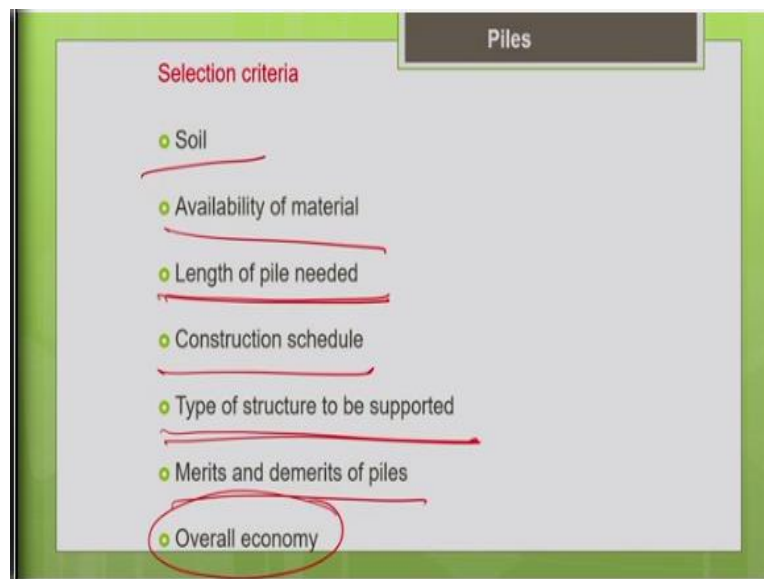 Piles
Selection criteria
Soil
Availability of material
Length of pile needed
Construction schedule
Type of structure to be supported
Merits and demerits of piles
Overall economy